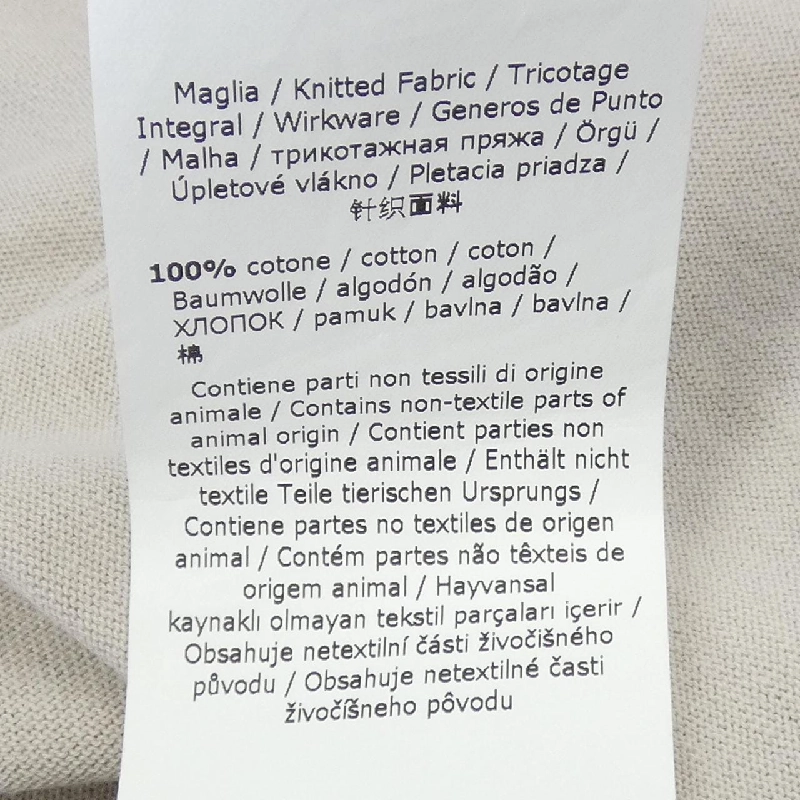 Maglia / Knitted Fabric / Tricotage
Integral / Wirkware / Generos de Punto
/ Malha / трикотажная пряжа / Örgü /
Úpletové vlákno / Pletacia priadza /
针织面料
100% cotone / cotton / coton /
Baumwolle / algodón / algodão /
ХЛОПОК / pamuk / bavlna / bavlna /
棉
Contiene parti non tessili di origine
animale / Contains non-textile parts of
animal origin / Contient parties non
textiles d'origine animale / Enthält nicht
textile Teile tierischen Ursprungs /
Contiene partes no textiles de origen
animal / Contém partes não têxteis de
origem animal / Hayvansal
kaynaklı olmayan tekstil parçaları içerir /
Obsahuje netextilní části živočišného
původu / Obsahuje netextilné časti
živočíšneho pôvodu